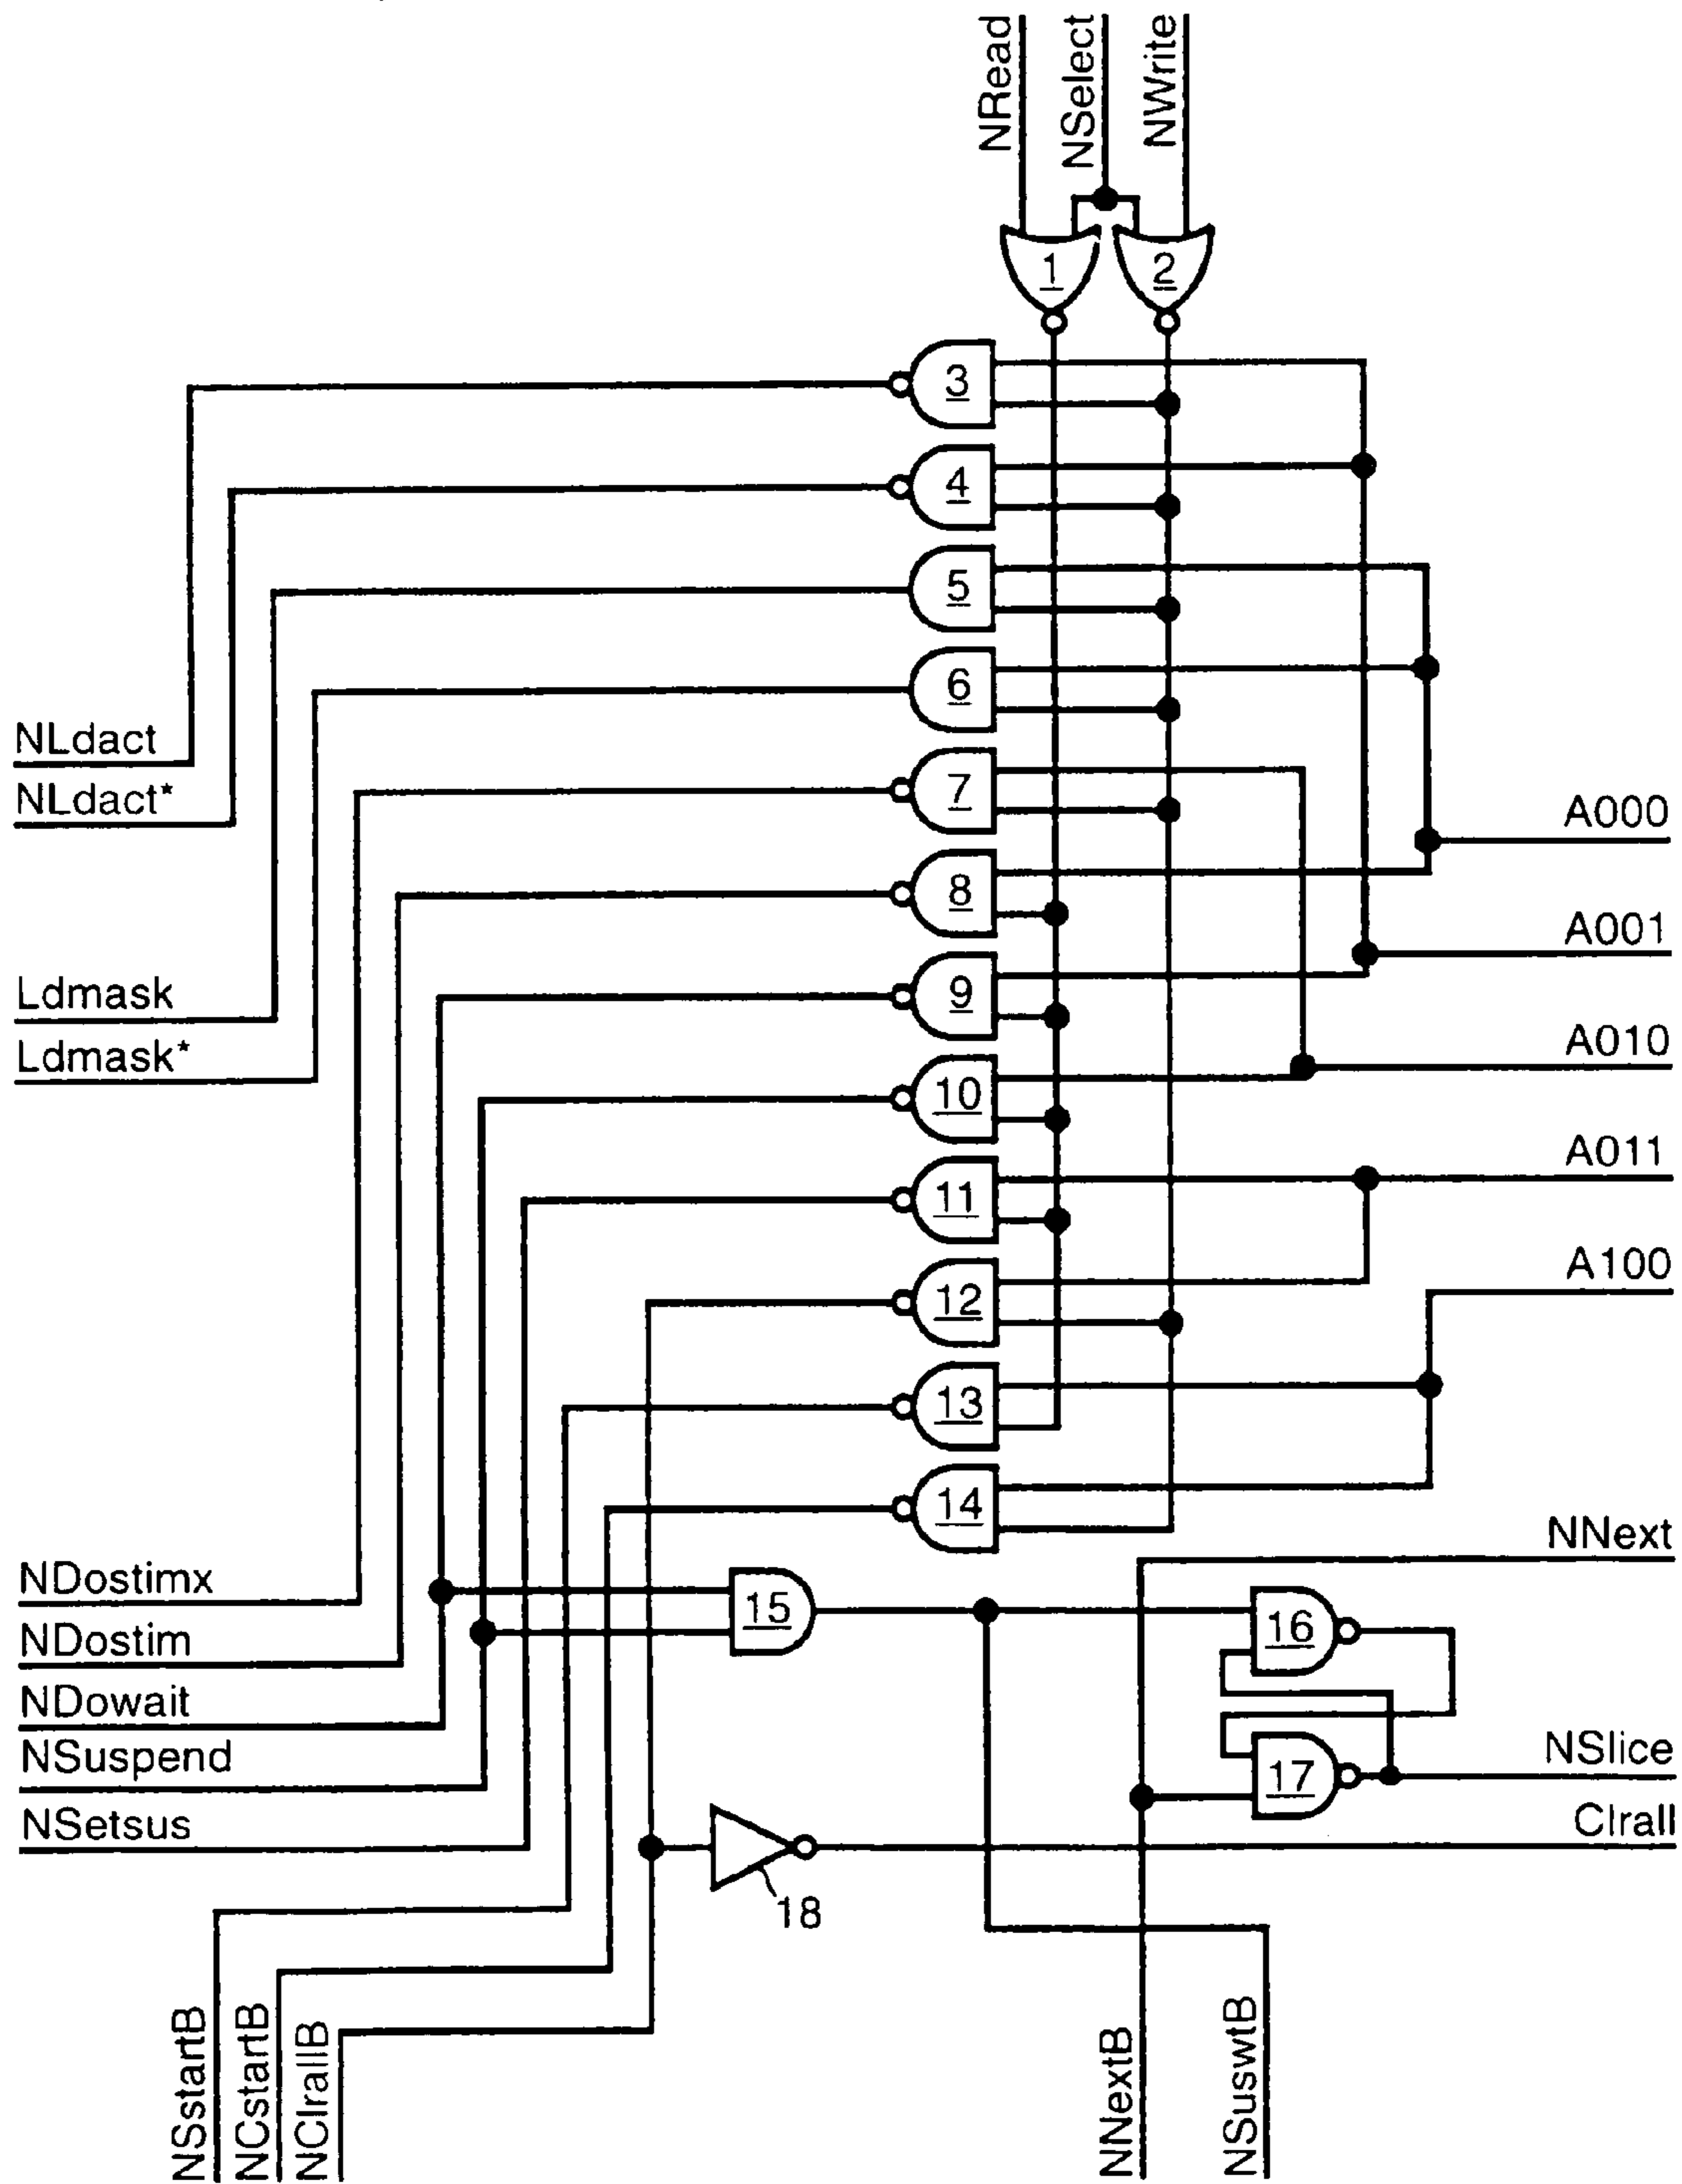 NRead
NSelect
NWrite
1
2
3
4
5
6
NLdact
7
NLdact*
A000
8
A001
Ldmask
9
Ldmask*
A010
10
A011
11
A100
12
13
14
NNext
NDostimx
15
16
NDostim
NDowait
NSuspend
NSlice
17
NSetsus
Clrall
18
NSstartB
NCstartB
NClrallB
NNextB
NSuswtB